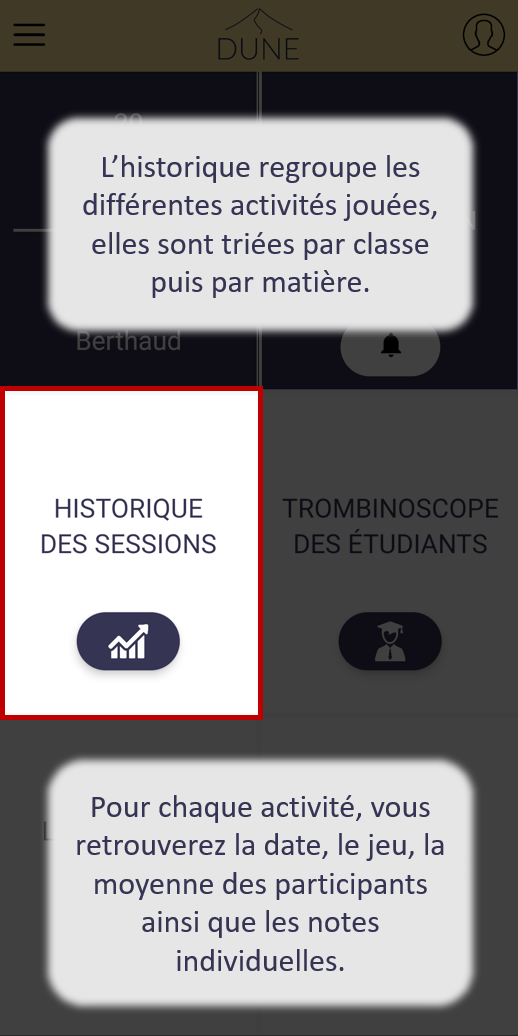 DUNE
20
L’historique regroupe les
différentes activités jouées,
elles sont triées par classe
puis par matière.
Berthaud
HISTORIQUE
DES SESSIONS
TROMBINOSCOPE
DES ÉTUDIANTS
Pour chaque activité, vous
retrouverez la date, le jeu, la
moyenne des participants
ainsi que les notes
individuelles.